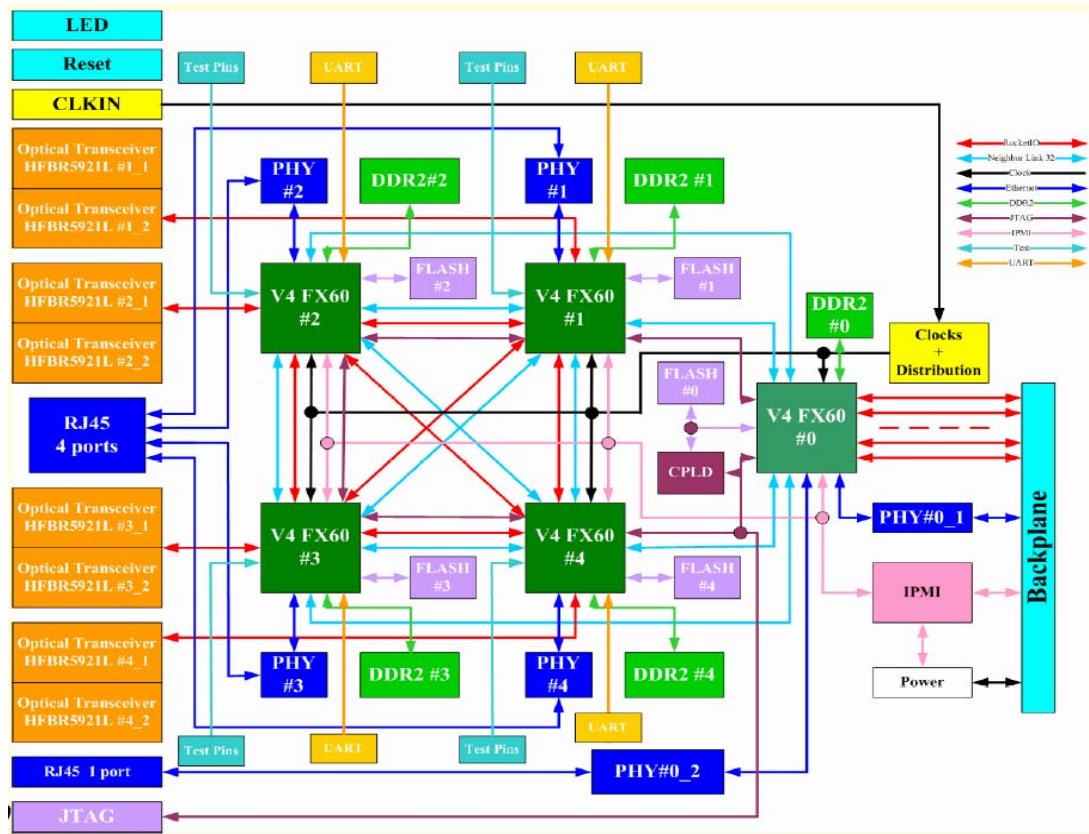 LED
Reset
CLKIN
Test Pins
UART
Test Pins
UART
Optical Transceiver
HFBR5921L #1_1
Optical Transceiver
HFBR5921L #1_2
Optical Transceiver
HFBR5921L #2_1
Optical Transceiver
HFBR5921L #2_2
RJ45
4 ports
Optical Transceiver
HFBR5921L #3_1
Optical Transceiver
HFBR5921L #3_2
Optical Transceiver
HFBR5921L #4_1
Optical Transceiver
HFBR5921L #4_2
RJ45 1 port
JTAG
PHY
#2
DDR2#2
PHY
#1
DDR2 #1
V4 FX60
#2
FLASH
#2
V4 FX60
#1
FLASH
#1
RocketIO
Neighbor Link 32
Clock
Ethernet
DDR2
JTAG
IPMI
Test
UART
DDR2
#0
Clocks
+
Distribution
FLASH
#0
V4 FX60
#0
CPLD
V4 FX60
#3
FLASH
#3
V4 FX60
#4
FLASH
#4
PHY#0_1
IPMI
Power
Backplane
PHY
#3
DDR2 #3
PHY
#4
DDR2 #4
Test Pins
UART
Test Pins
UART
PHY#0_2